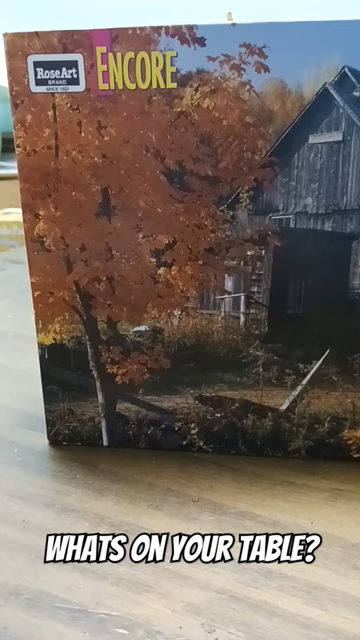 RoseArt
BRAND
SINCE 1923
ENCORE
WHATS ON YOUR TABLE?